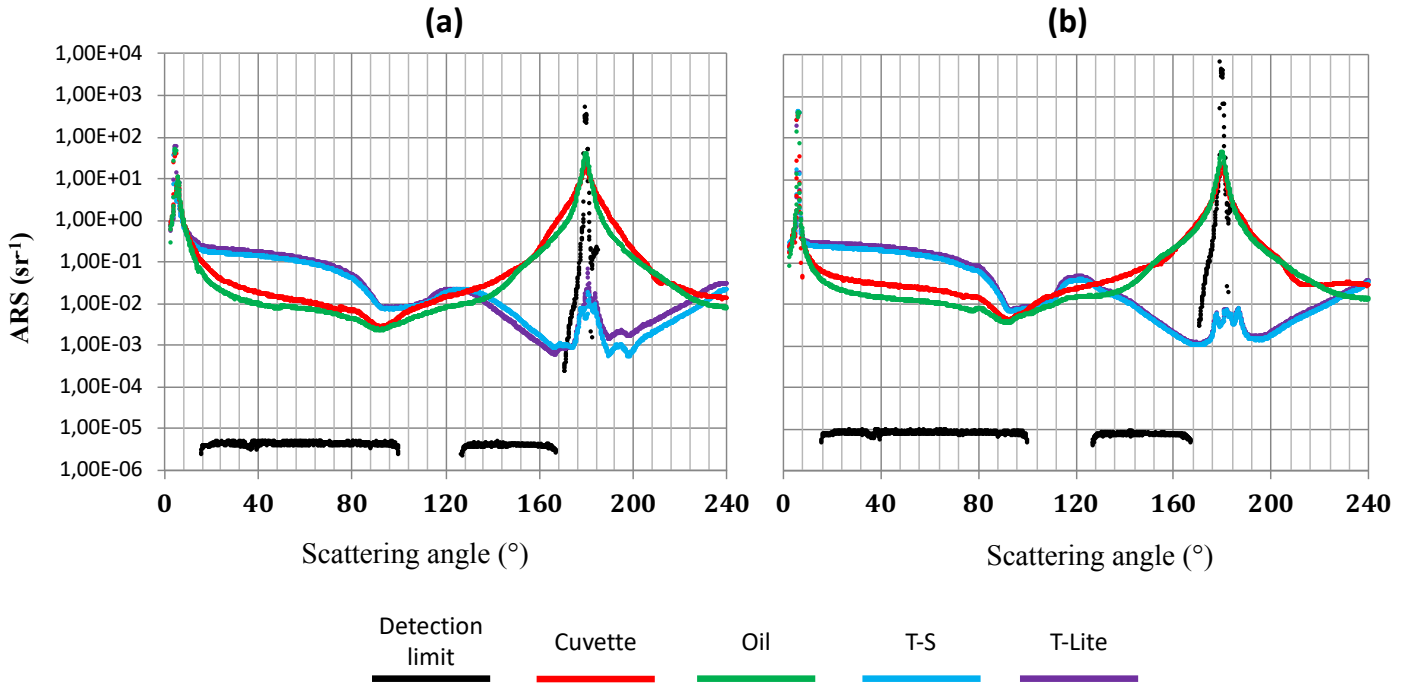 (a)
(b)
1,00E+04
1,00E+03
1,00E+02
1,00E+01
1,00E+00
1,00E-01
1,00E-02
1,00E-03
1,00E-04
1,00E-05
1,00E-06
ARS (sr-1)
0 40 80 120 160 200 240
0 40 80 120 160 200 240
Scattering angle (°)
Scattering angle (°)
Detection
limit
Cuvette
Oil
T-S
T-Lite